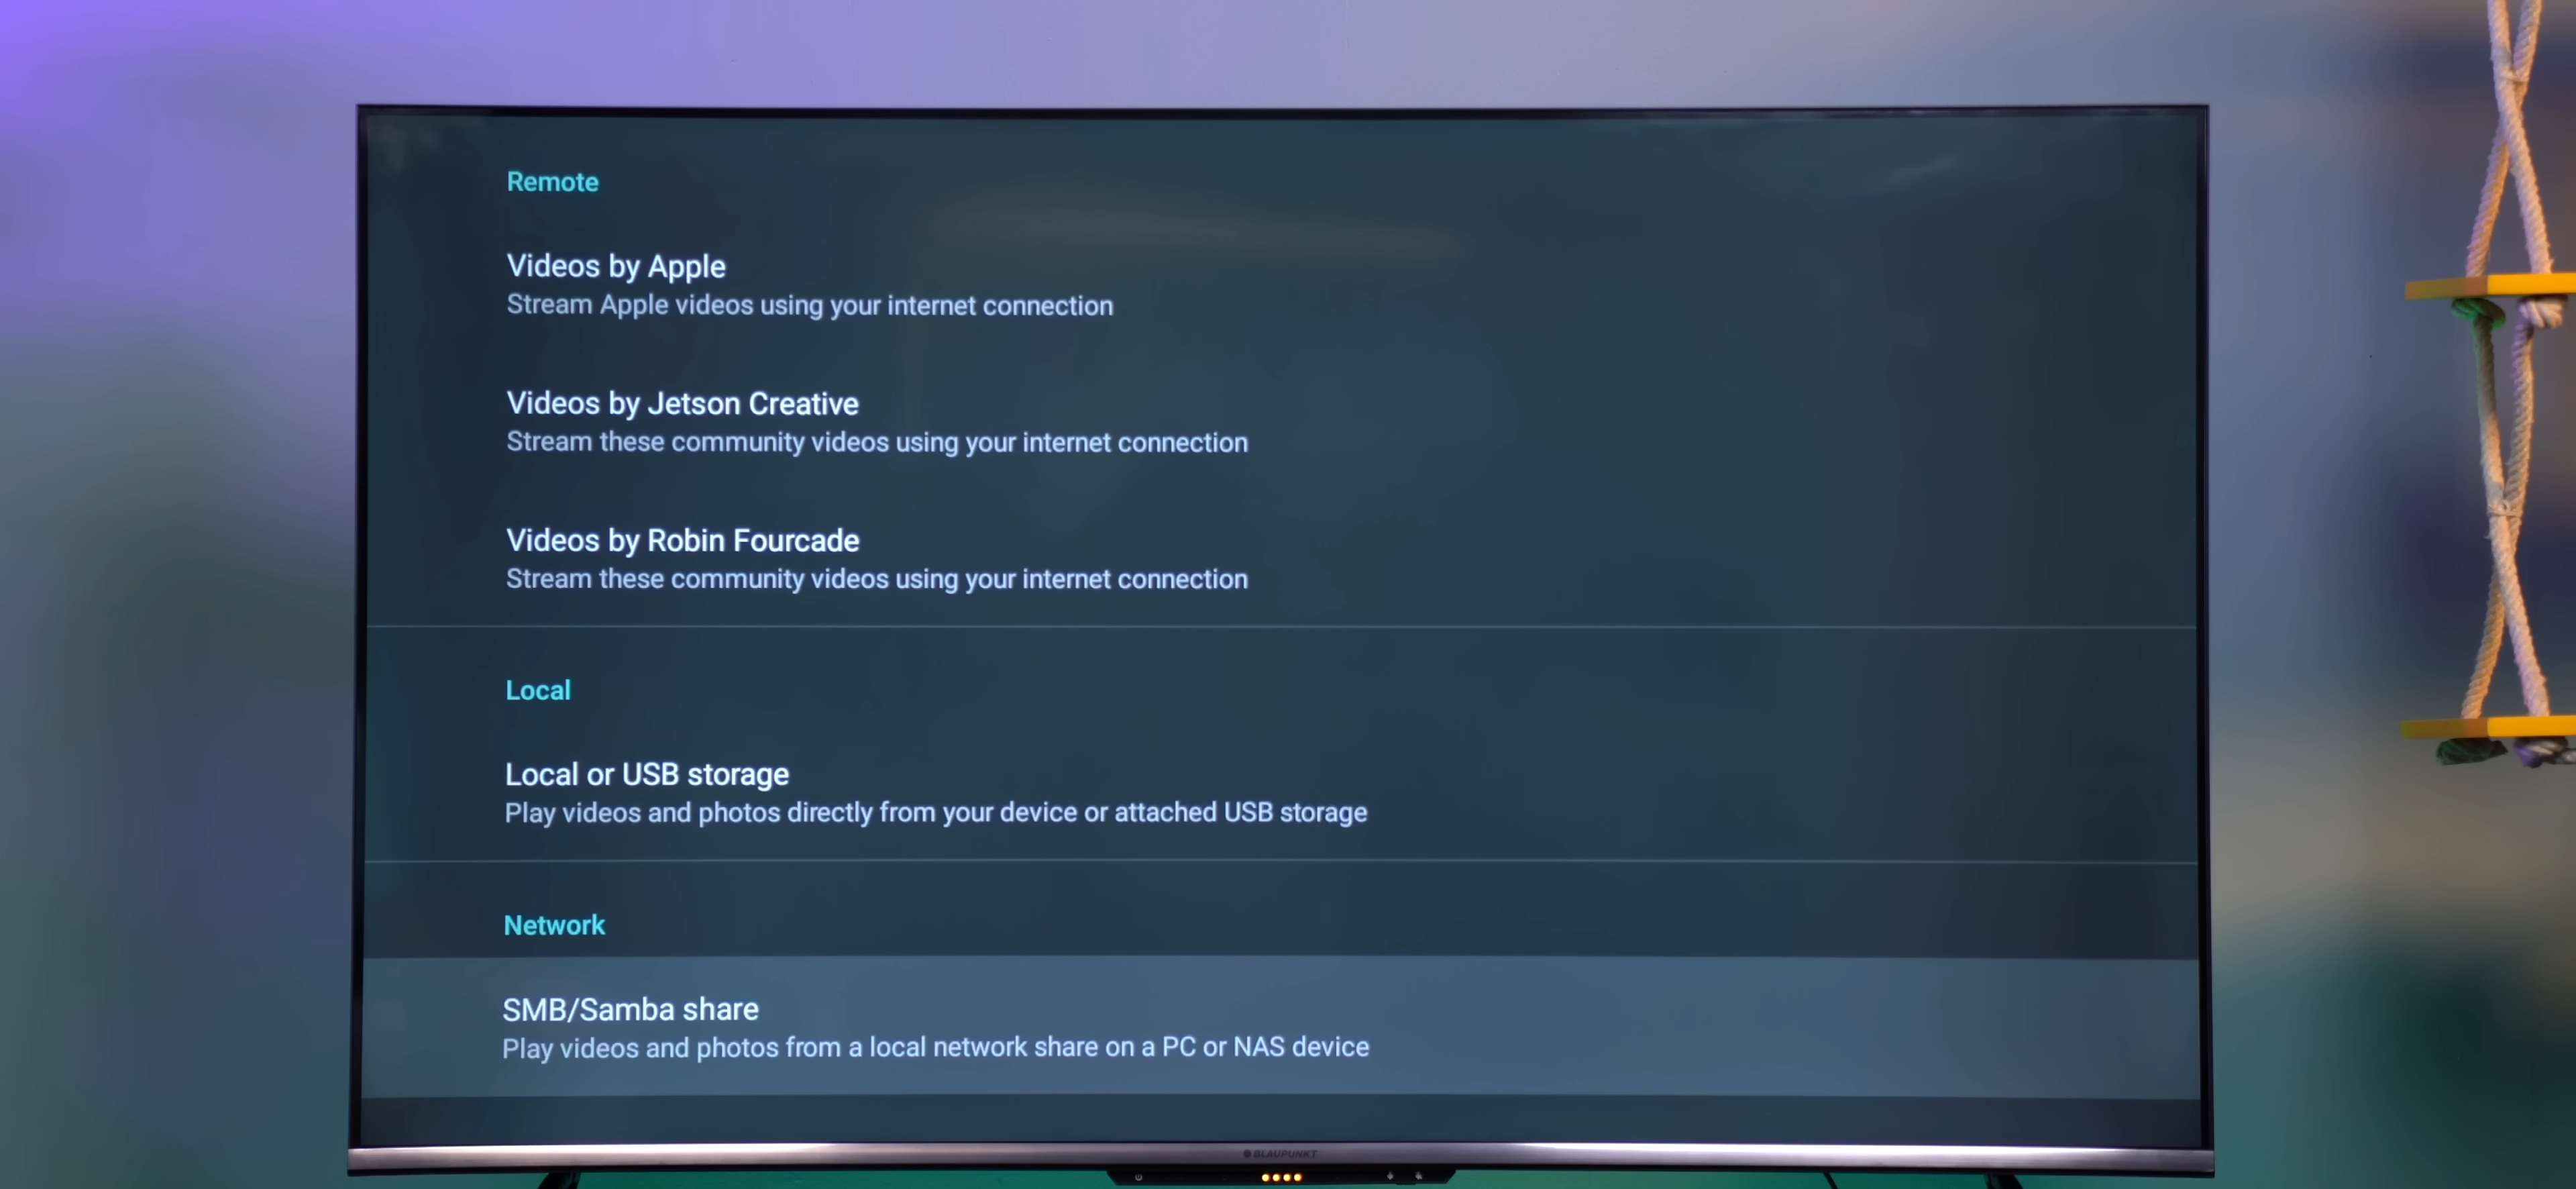 Remote
Videos by Apple
Stream Apple videos using your internet connection
Videos by Jetson Creative
Stream these community videos using your internet connection
Videos by Robin Fourcade
Stream these community videos using your internet connection
Local
Local or USB storage
Play videos and photos directly from your device or attached USB storage
Network
SMB/Samba share
Play videos and photos from a local network share on a PC or NAS device
BLAUPUNKT